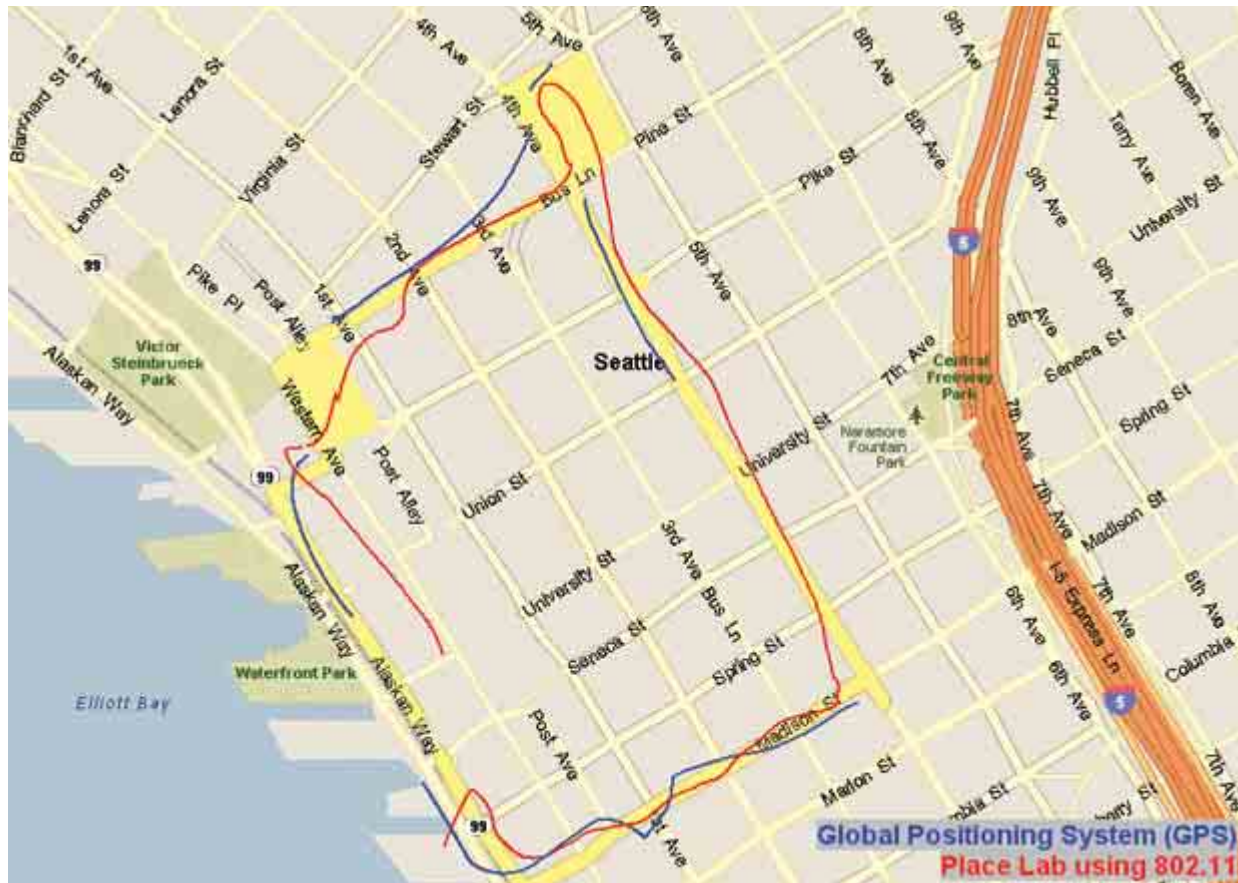 5th Ave
6th Ave
9th Ave
4th Ave
8th Ave
9th Ave
Hubbell Pl
Boren Ave
1st Ave
Lenora St
Blanchard St
Stewart St
4th Ave
Pine St
8th Ave
Terry Ave
Virginia St
Pike St
9th Ave
University St
Lenora St
Bus Ln
3rd Ave
2nd Ave
5
5th Ave
9th Ave
99
Pike Pl
Post Alley
1st Ave
8th Ave
Victor
Steinbrueck
Park
Seattle
7th Ave
Central
Freeway
Park
Seneca St
Alaskan Way
Western Ave
University St
Naramore
Fountain
Park
7th Ave
Spring St
99
Post Alley
Union St
7th Ave
Madison St
Alaskan Way
University St
3rd Ave Bus Ln
6th Ave
I-5 Express Ln
7th Ave
8th Ave
Seneca St
Spring St
6th Ave
Columbia
Waterfront Park
Alaskan Way
Elliott Bay
5
Post Ave
Madison St
7th Ave
Marion St
99
1st Ave
Global Positioning System (GPS)
Place Lab using 802.11